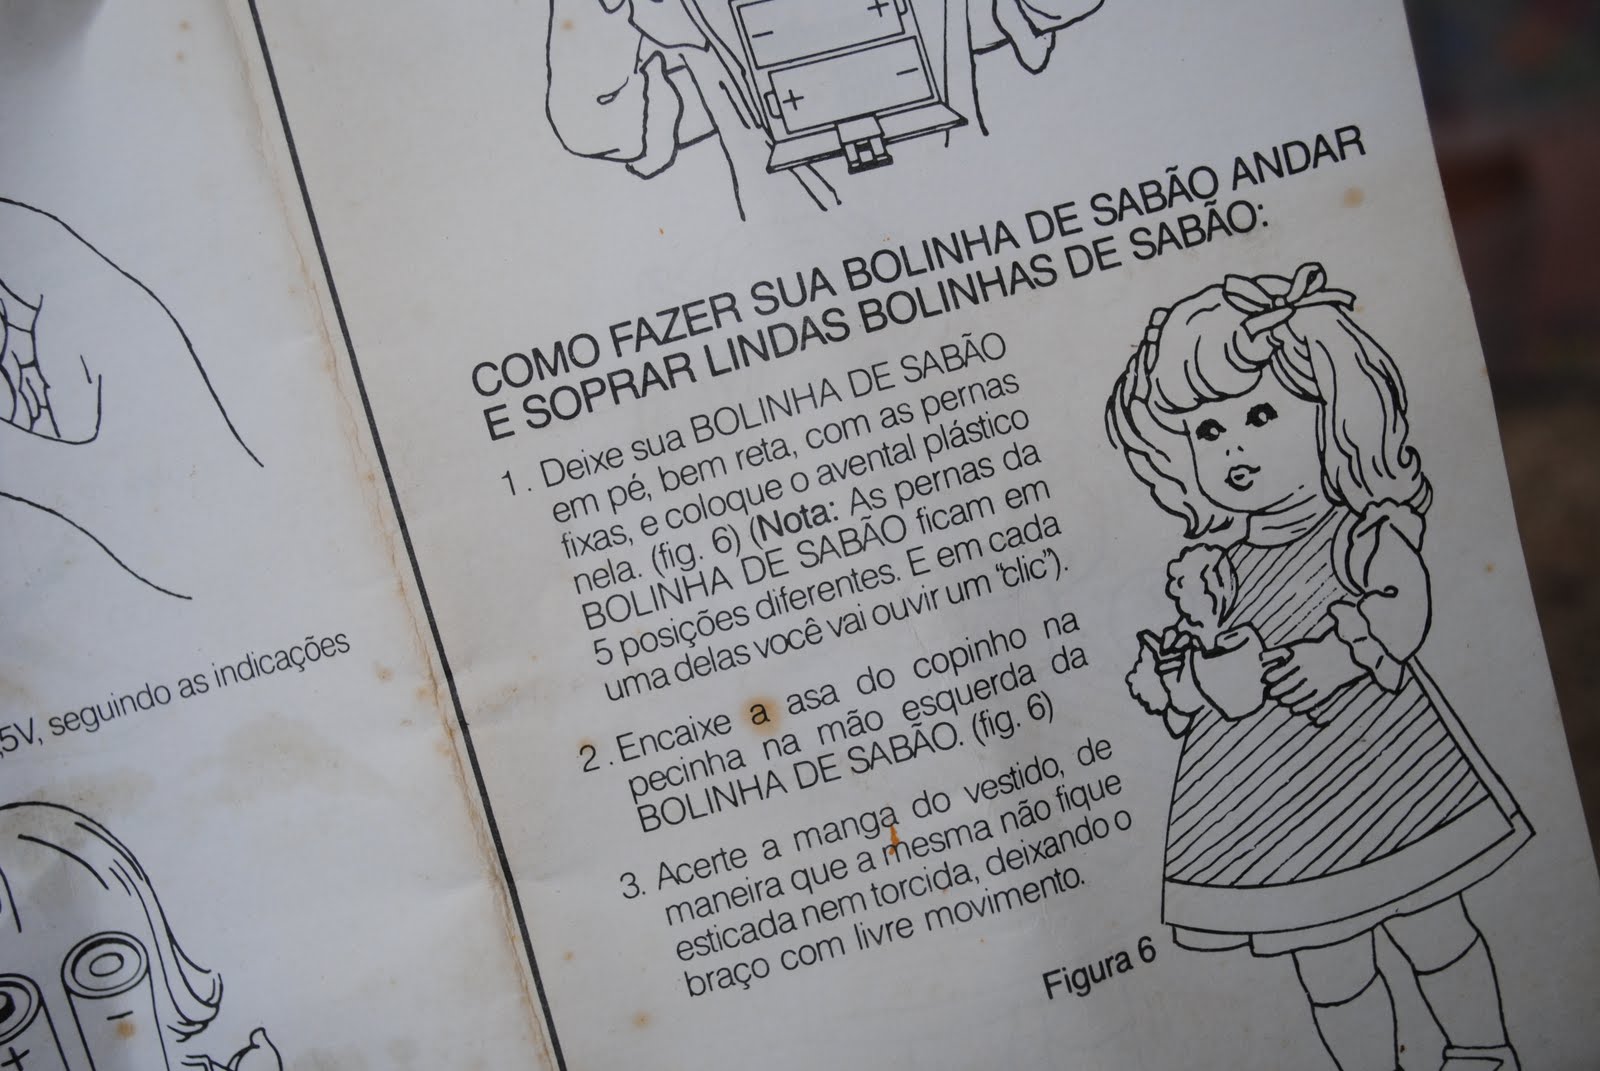 ,5V, seguindo as indicações
+
−
−
+
−
+
COMO FAZER SUA BOLINHA DE SABÃO ANDAR
E SOPRAR LINDAS BOLINHAS DE SABÃO:
1. Deixe sua BOLINHA DE SABÃO
em pé, bem reta, com as pernas
fixas, e coloque o avental plástico
nela. (fig. 6) (Nota: As pernas da
BOLINHA DE SABÃO ficam em
5 posições diferentes. E em cada
uma delas você vai ouvir um "clic").
2. Encaixe a asa do copinho na
pecinha na mão esquerda da
BOLINHA DE SABÃO. (fig. 6)
3. Acerte a manga do vestido, de
maneira que a mesma não fique
esticada nem torcida, deixando o
braço com livre movimento.
Figura 6